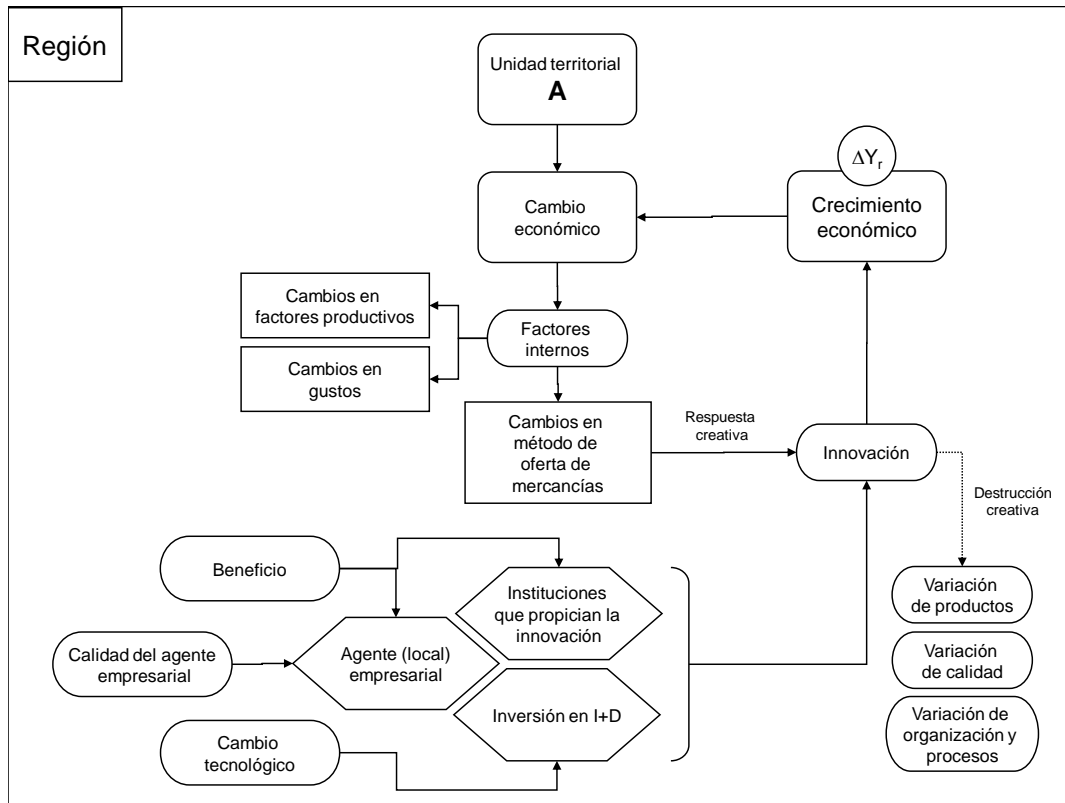 Región
Unidad territorial
A
ΔYr
Cambio
económico
Crecimiento
económico
Cambios en
factores productivos
Factores
internos
Cambios en
gustos
Cambios en
método de
oferta de
mercancías
Respuesta
creativa
Innovación
Destrucción
creativa
Beneficio
Instituciones
que propician la
innovación
Variación
de productos
Calidad del agente
empresarial
Agente (local)
empresarial
Variación
de calidad
Inversión en I+D
Cambio
tecnológico
Variación de
organización y
procesos